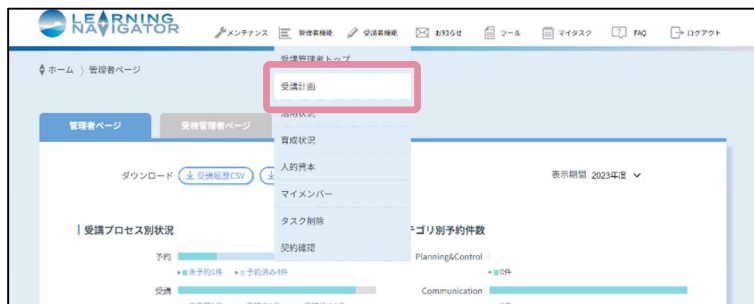 LEARNING
NAVIGATOR
メンテナンス 管理者機能 受講者機能 お知らせ ツール マイタスク FAQ ログアウト
ホーム 〉 管理者ページ
受講管理者トップ
受講計画
活用状況
育成状況
人的資本
マイメンバー
タスク削除
契約確認
管理者ページ 受検管理者ページ
ダウンロード 受講履歴CSV 表示期間 2023年度
受講プロセス別状況
テゴリ別予約件数
予約
未予約1件 予約済み4件
受講
Planning&Control
0件
Communication